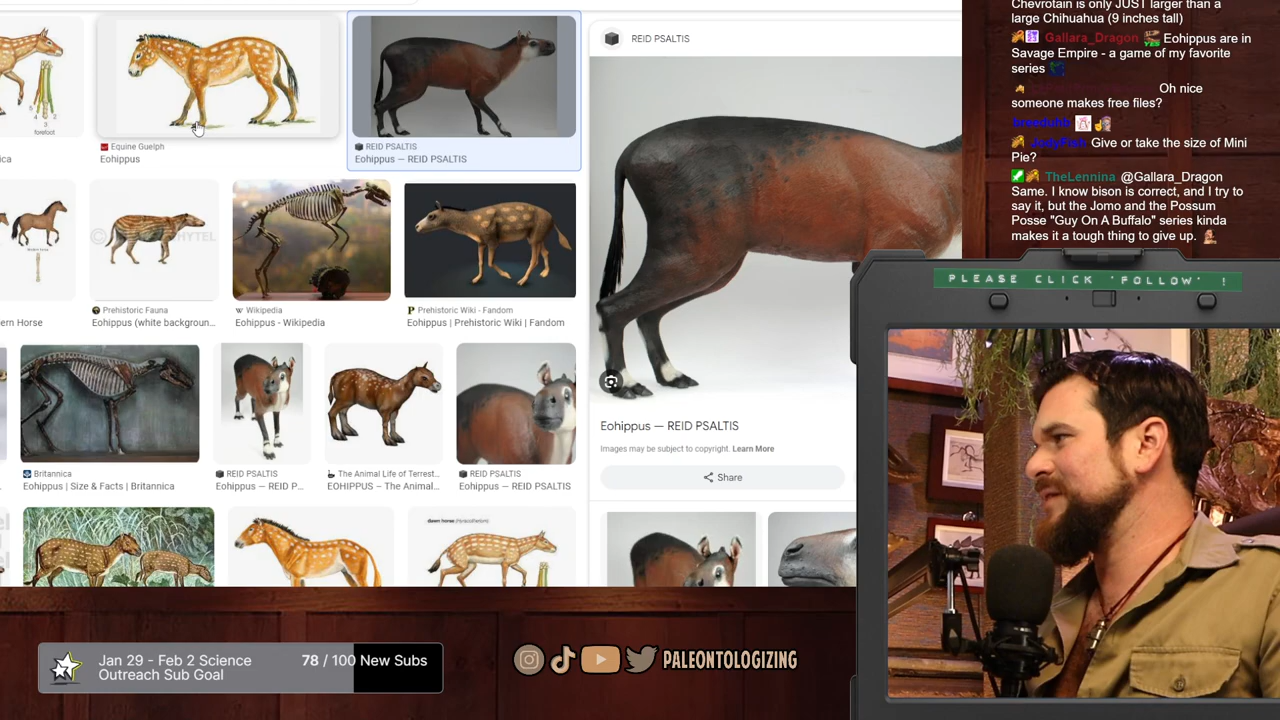 Chevrotain is only JUST larger than a
large Chihuahua (9 inches tall)
Gallara_Dragon Eohippus are in
Savage Empire - a game of my favorite
series
Oh nice
someone makes free files?
breeduhh
Give or take the size of Mini
Pie?
TheLennina @Gallara_Dragon
Same. I know bison is correct, and I try to
say it, but the Jomo and the Possum
Posse "Guy On A Buffalo" series kinda
makes it a tough thing to give up.
PLEASE CLICK 'FOLLOW' !
REID PSALTIS
forefoot
Equine Guelph
Eohippus
REID PSALTIS
Eohippus — REID PSALTIS
ern Horse
Prehistoric Fauna
Eohippus (white backgroun...
Wikipedia
Eohippus - Wikipedia
Prehistoric Wiki - Fandom
Eohippus | Prehistoric Wiki | Fandom
Britannica
Eohippus | Size & Facts | Britannica
REID PSALTIS
Eohippus — REID P...
The Animal Life of Terrest...
EOHIPPUS – The Animal...
REID PSALTIS
Eohippus — REID PSALTIS
Eohippus — REID PSALTIS
Images may be subject to copyright. Learn More
Share
dawn horse (Hyracotherium)
Jan 29 - Feb 2 Science
Outreach Sub Goal
78 / 100 New Subs
PALEONTOLOGIZING